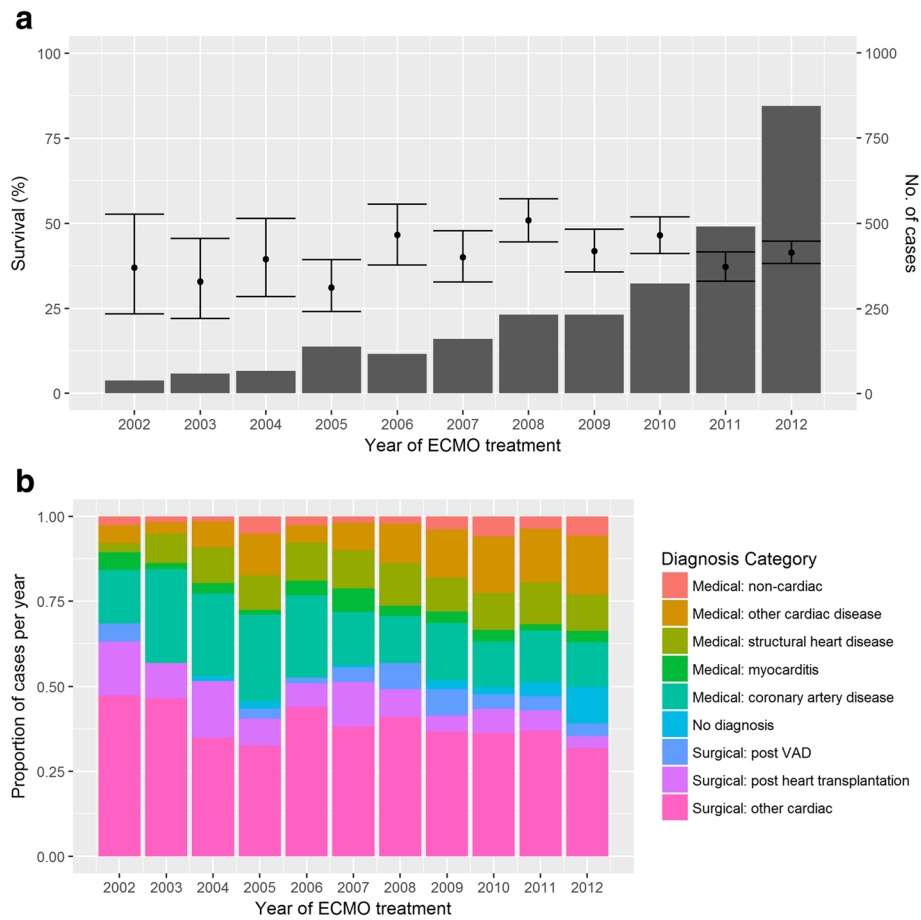 a
100
75
50
25
0
Survival (%)
1000
750
500
250
0
No. of cases
2002 2003 2004 2005 2006 2007 2008 2009 2010 2011 2012
Year of ECMO treatment
b
1.00
0.75
0.50
0.25
0.00
Proportion of cases per year
2002 2003 2004 2005 2006 2007 2008 2009 2010 2011 2012
Year of ECMO treatment
Diagnosis Category
Medical: non-cardiac
Medical: other cardiac disease
Medical: structural heart disease
Medical: myocarditis
Medical: coronary artery disease
No diagnosis
Surgical: post VAD
Surgical: post heart transplantation
Surgical: other cardiac